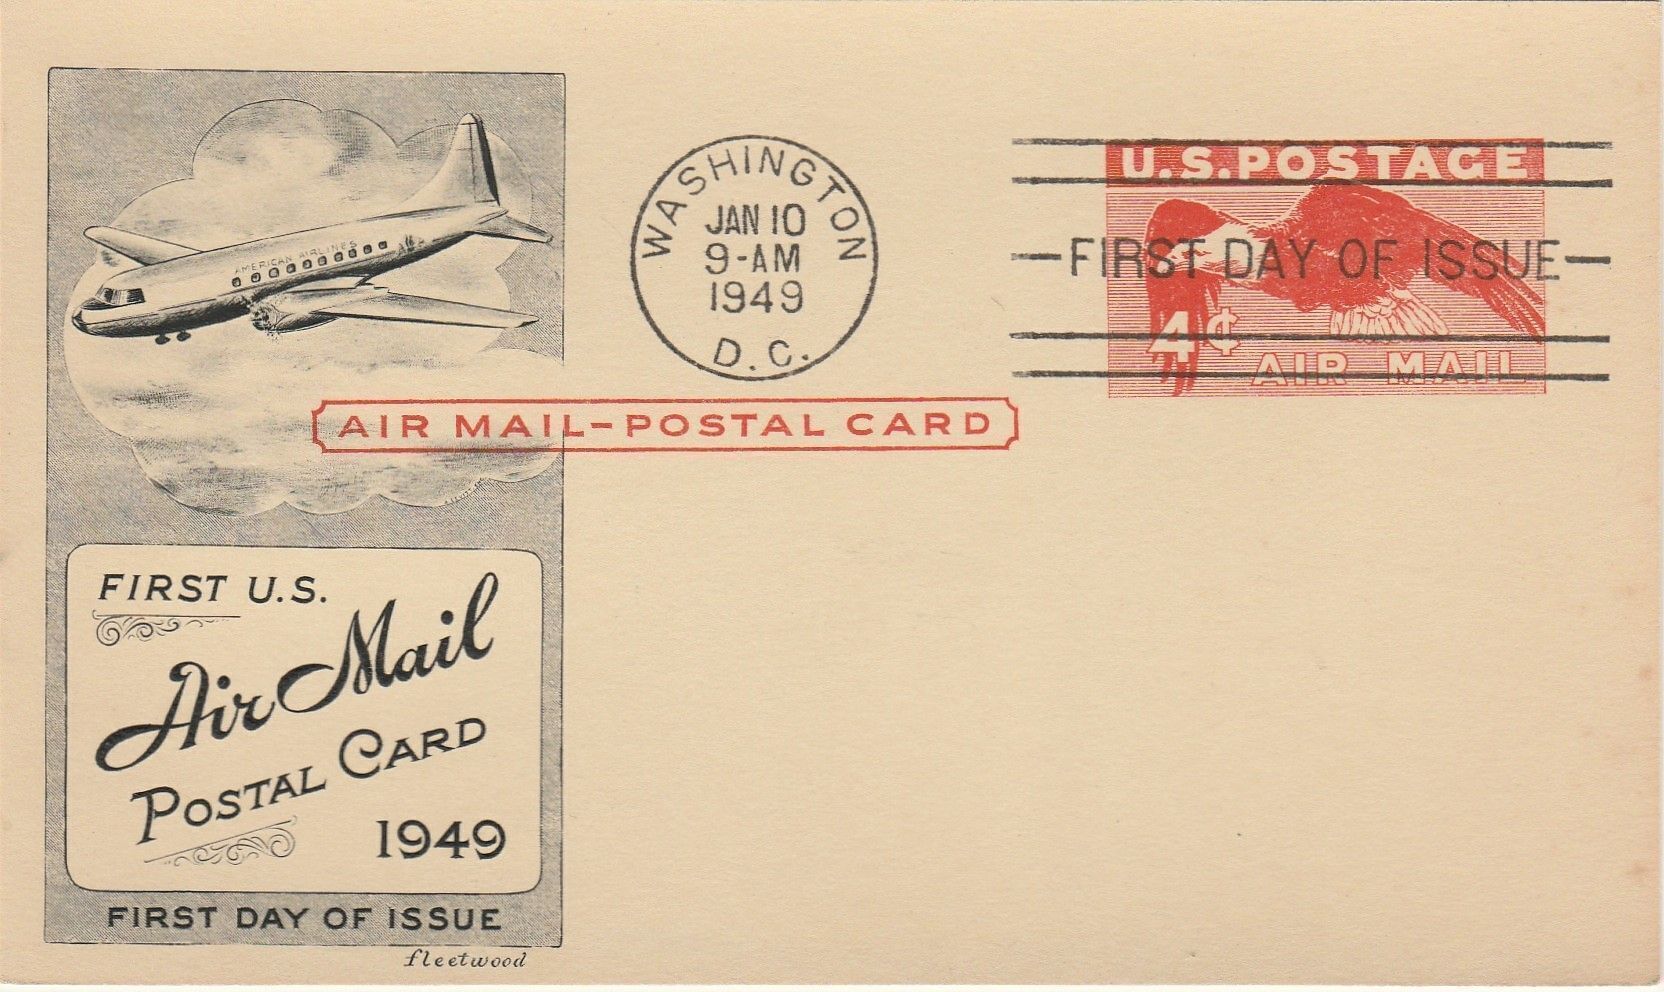 AMERICAN AIRLINES
AIR MAIL-POSTAL CARD
FIRST U.S.
Air Mail
POSTAL CARD
1949
FIRST DAY OF ISSUE
fleetwood
WASHINGTON
JAN 10
9-AM
1949
D.C.
U.S. POSTAGE
—FIRST DAY OF ISSUE—
4¢
AIR MAIL